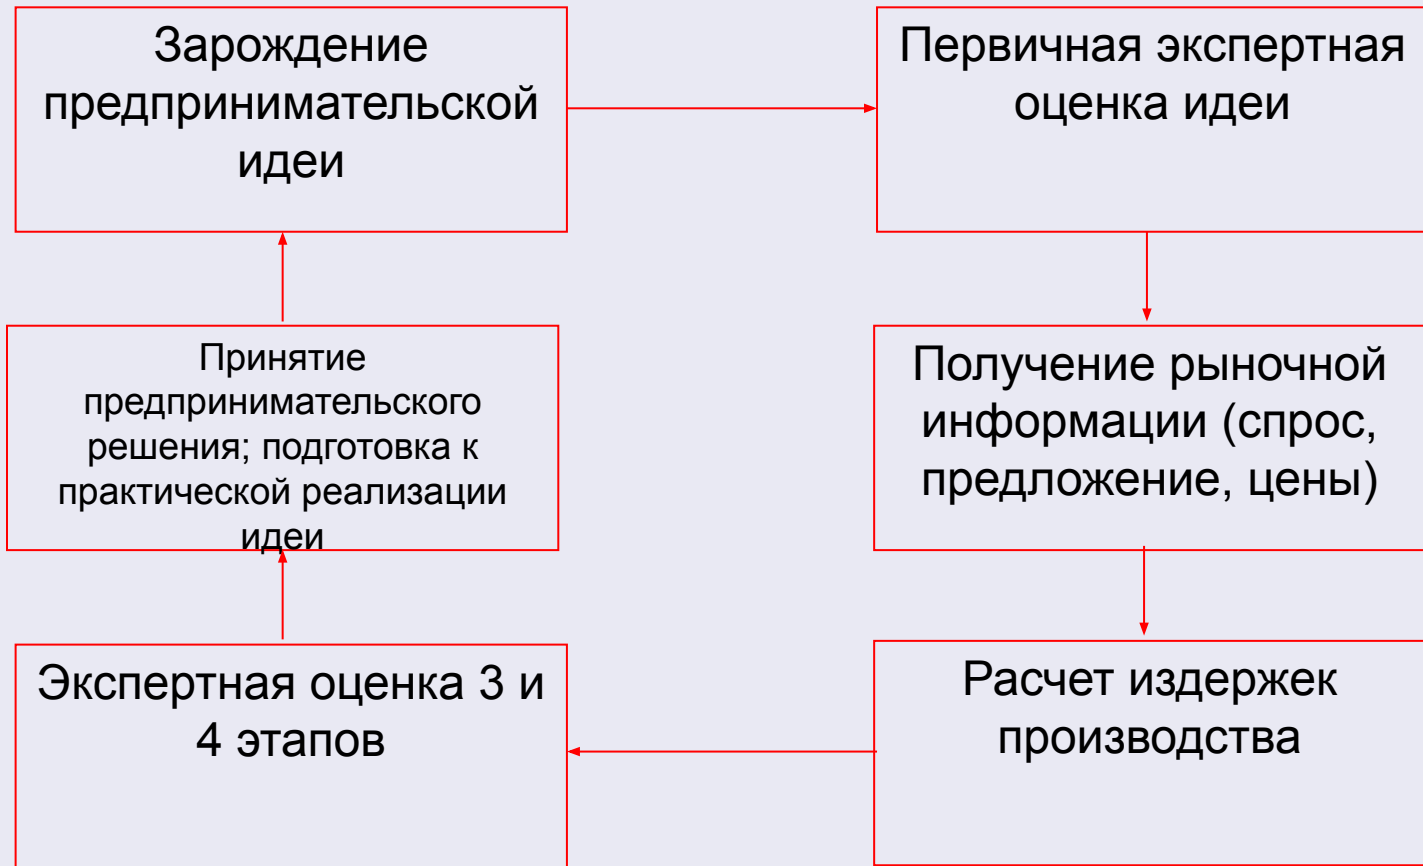 Зарождение
предпринимательской
идеи
Первичная экспертная
оценка идеи
Принятие
предпринимательского
решения; подготовка к
практической реализации
идеи
Получение рыночной
информации (спрос,
предложение, цены)
Экспертная оценка 3 и
4 этапов
Расчет издержек
производства